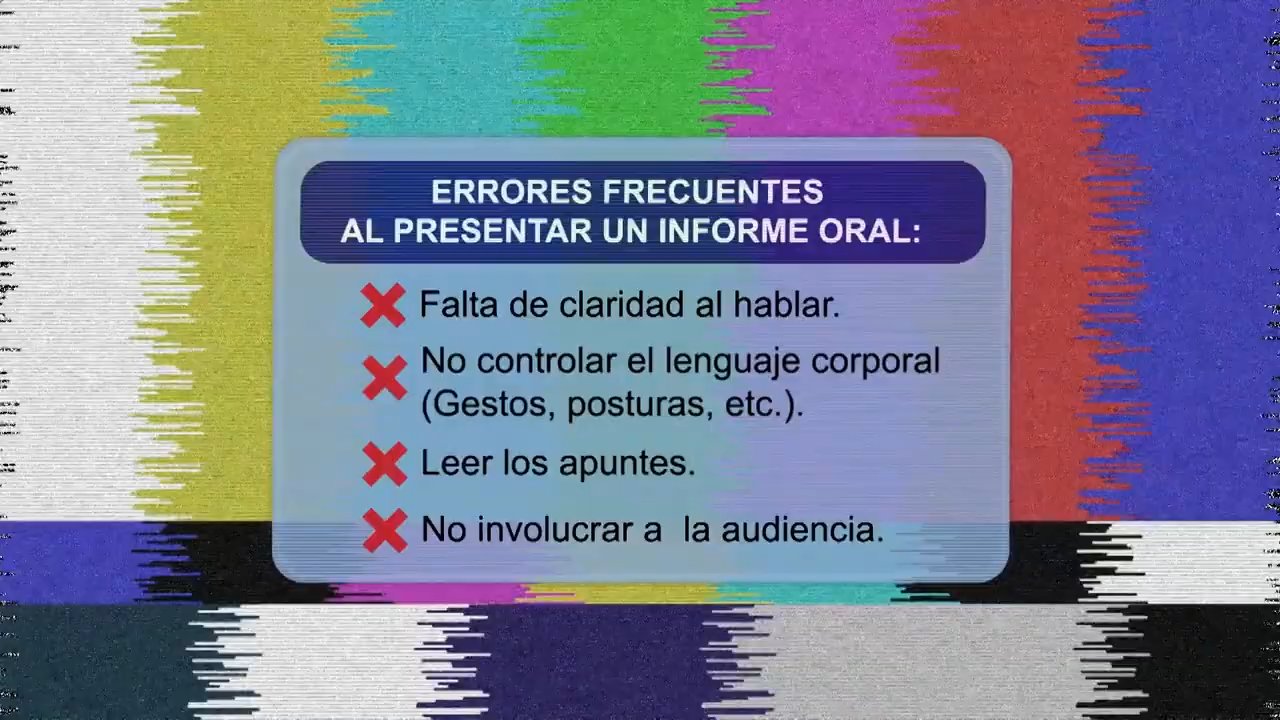 ERRORES FRECUENTES
AL PRESENTAR UN INFORME ORAL:
Falta de claridad al hablar.
No controlar el lenguaje corporal
(Gestos, posturas, etc.).
Leer los apuntes.
No involucrar a  la audiencia.